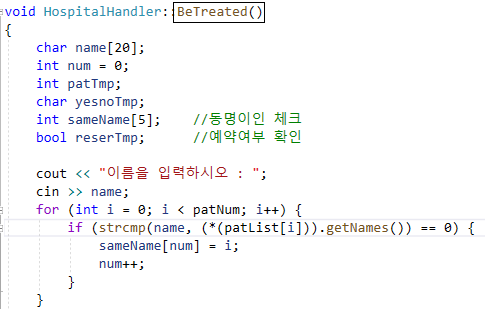 void HospitalHandler::BeTreated()
{
    char name[20];
    int num = 0;
    int patTmp;
    char yesnoTmp;
    int sameName[5];    //동명이인 체크
    bool reserTmp;      //예약여부 확인

    cout << "이름을 입력하시오 : ";
    cin >> name;
    for (int i = 0; i < patNum; i++) {
        if (strcmp(name, (*(patList[i])).getNames()) == 0) {
            sameName[num] = i;
            num++;
        }
    }